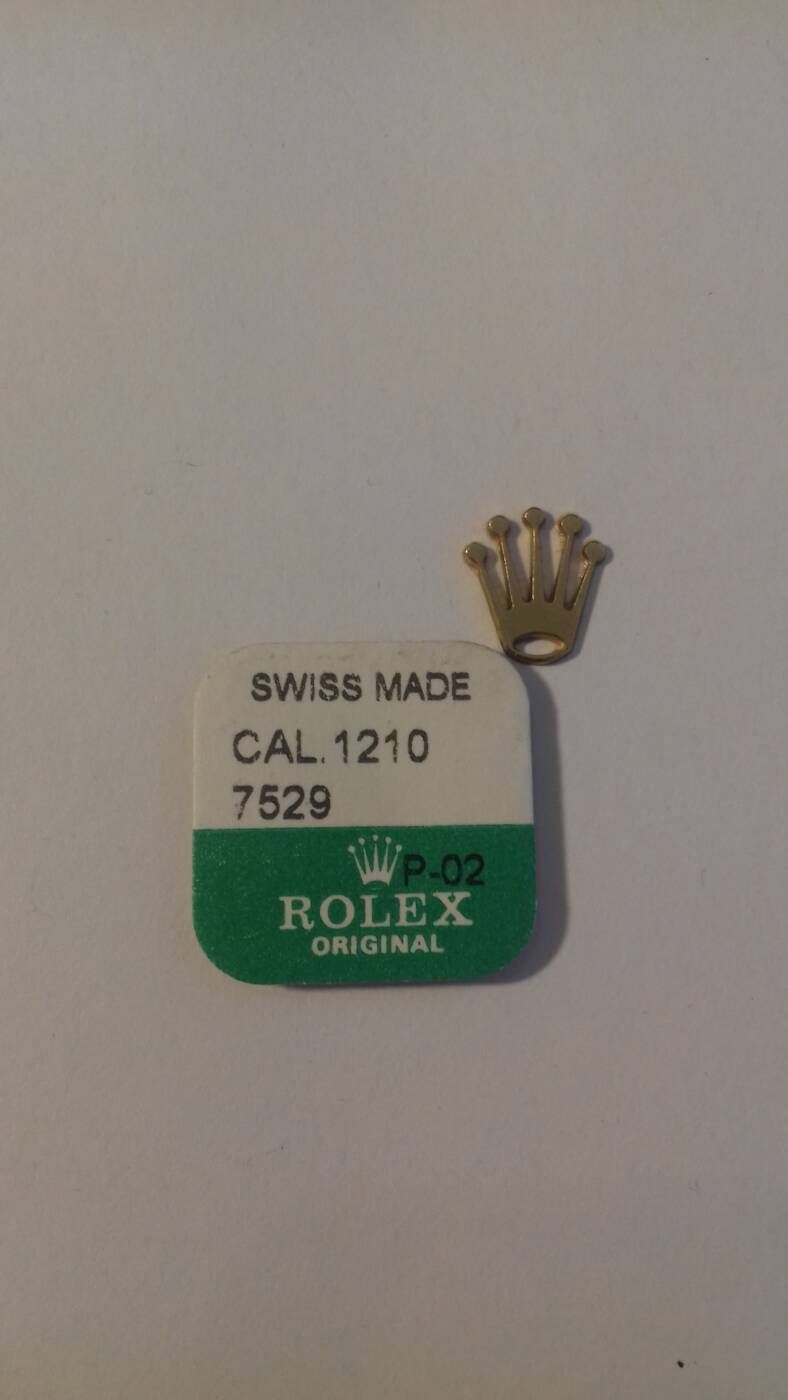 SWISS MADE
CAL.1210
7529
P-02
ROLEX
ORIGINAL